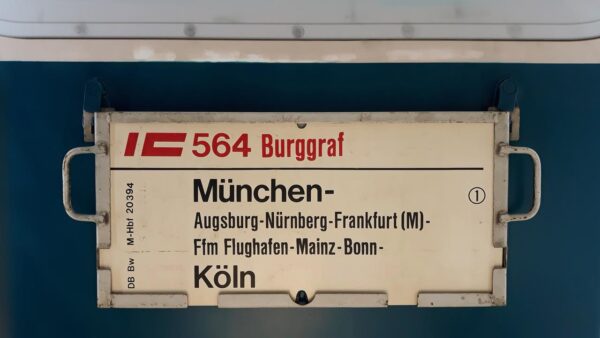 IC 564 Burggraf
München-
Augsburg-Nürnberg-Frankfurt (M)-
Ffm Flughafen-Mainz-Bonn-
Köln
1
DB Bw M-Hbf 20394